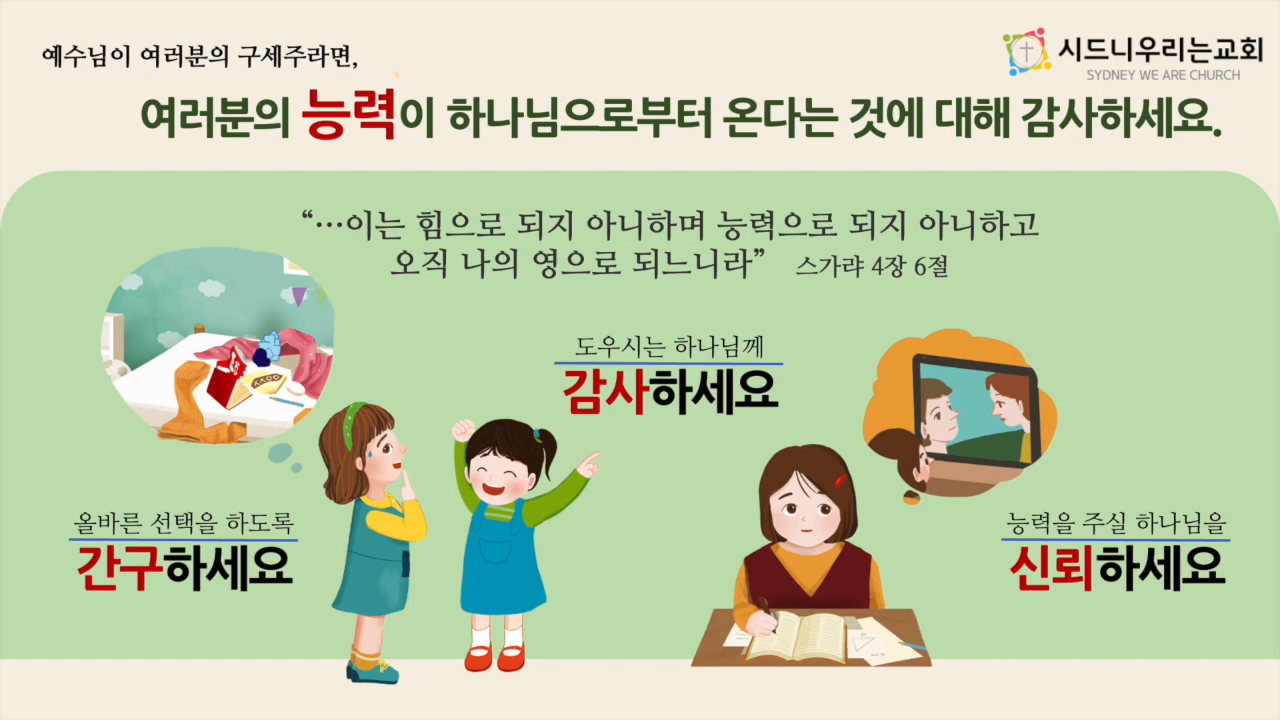 예수님이 여러분의 구세주라면,
시드니우리는교회
SYDNEY WE ARE CHURCH
여러분의 능력이 하나님으로부터 온다는 것에 대해 감사하세요.
“…이는 힘으로 되지 아니하며 능력으로 되지 아니하고
오직 나의 영으로 되느니라” 스가랴 4장 6절
도우시는 하나님께
감사하세요
올바른 선택을 하도록
간구하세요
능력을 주실 하나님을
신뢰하세요